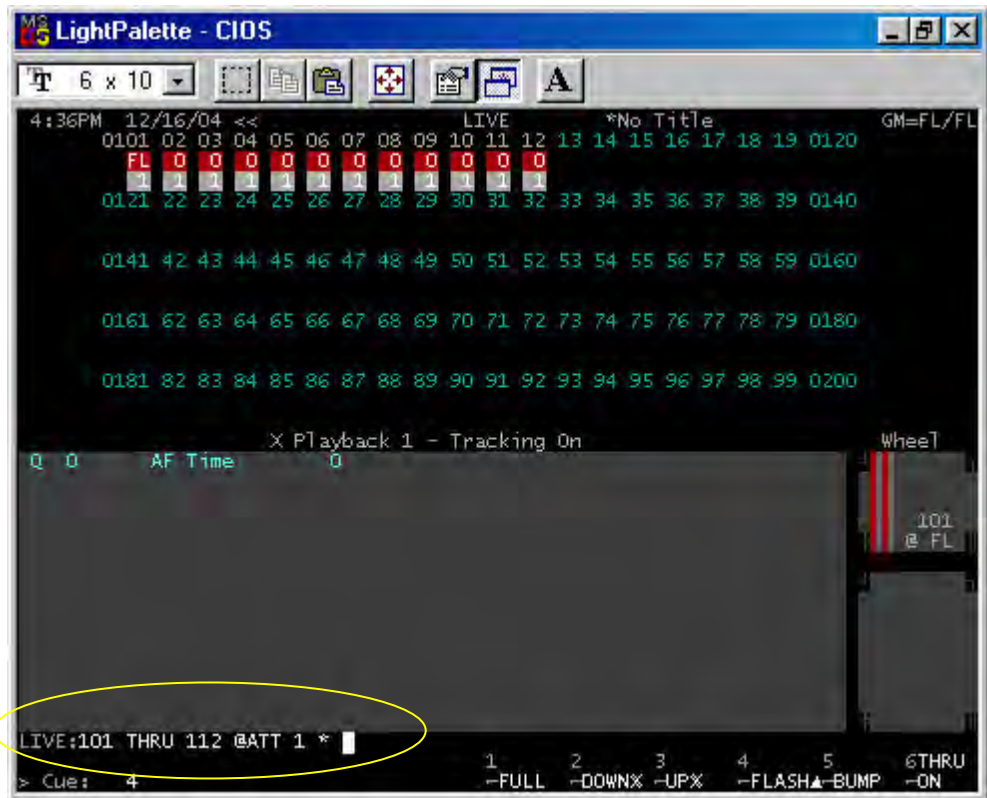 LightPalette - CIOS
6 x 10
4:36PM 12/16/04 << LIVE *No Title GM=FL/FL
0101 02 03 04 05 06 07 08 09 10 11 12 13 14 15 16 17 18 19 0120
FL 0 0 0 0 0 0 0 0 0 0 0
1 1 1 1 1 1 1 1 1 1 1 1
0121 22 23 24 25 26 27 28 29 30 31 32 33 34 35 36 37 38 39 0140
0141 42 43 44 45 46 47 48 49 50 51 52 53 54 55 56 57 58 59 0160
0161 62 63 64 65 66 67 68 69 70 71 72 73 74 75 76 77 78 79 0180
0181 82 83 84 85 86 87 88 89 90 91 92 93 94 95 96 97 98 99 0200
X Playback 1 - Tracking On Wheel
Q 0 AF Time 0
101
@ FL
LIVE:101 THRU 112 @ATT 1 *
1 2 3 4 5 6THRU
> Cue: 4 FULL DOWN% UP% FLASH▲ BUMP ON